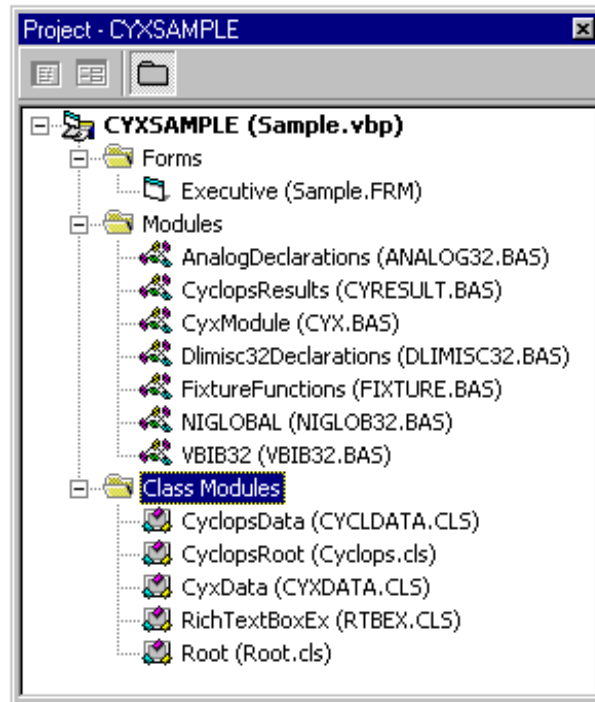 Project - CYXSAMPLE
CYXSAMPLE (Sample.vbp)
Forms
Executive (Sample.FRM)
Modules
AnalogDeclarations (ANALOG32.BAS)
CyclopsResults (CYRESULT.BAS)
CyxModule (CYX.BAS)
Dlimisc32Declarations (DLIMISC32.BAS)
FixtureFunctions (FIXTURE.BAS)
NIGLOBAL (NIGLOB32.BAS)
VBIB32 (VBIB32.BAS)
Class Modules
CyclopsData (CYCLDATA.CLS)
CyclopsRoot (Cyclops.cls)
CyxData (CYXDATA.CLS)
RichTextBoxEx (RTBEX.CLS)
Root (Root.cls)